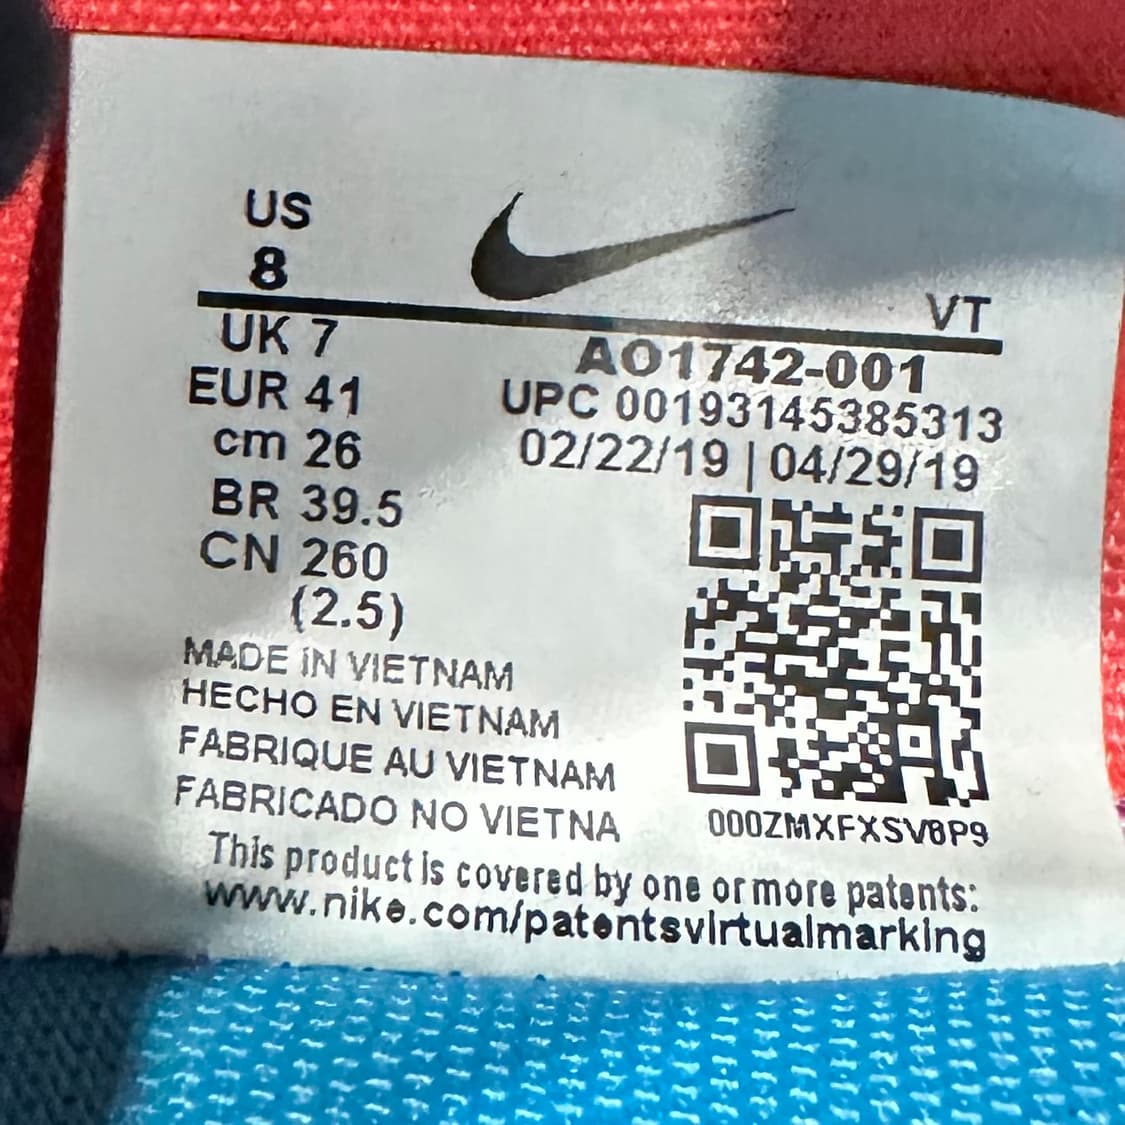 US
8
VT
UK 7
EUR 41
cm 26
BR 39.5
CN 260
(2.5)
AO1742-001
UPC 00193145385313
02/22/19 | 04/29/19
000ZMXFXSV8P9
MADE IN VIETNAM
HECHO EN VIETNAM
FABRIQUE AU VIETNAM
FABRICADO NO VIETNA
This product is covered by one or more patents:
www.nike.com/patentsvirtualmarking